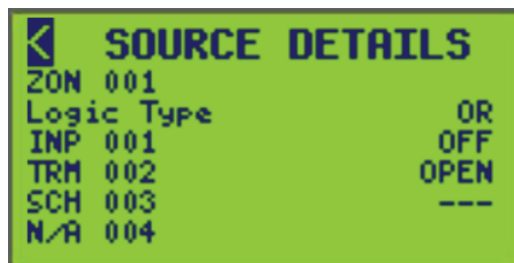 < SOURCE DETAILS
ZON 001
Logic Type OR
INP 001 OFF
TRM 002 OPEN
SCH 003 ---
N/A 004